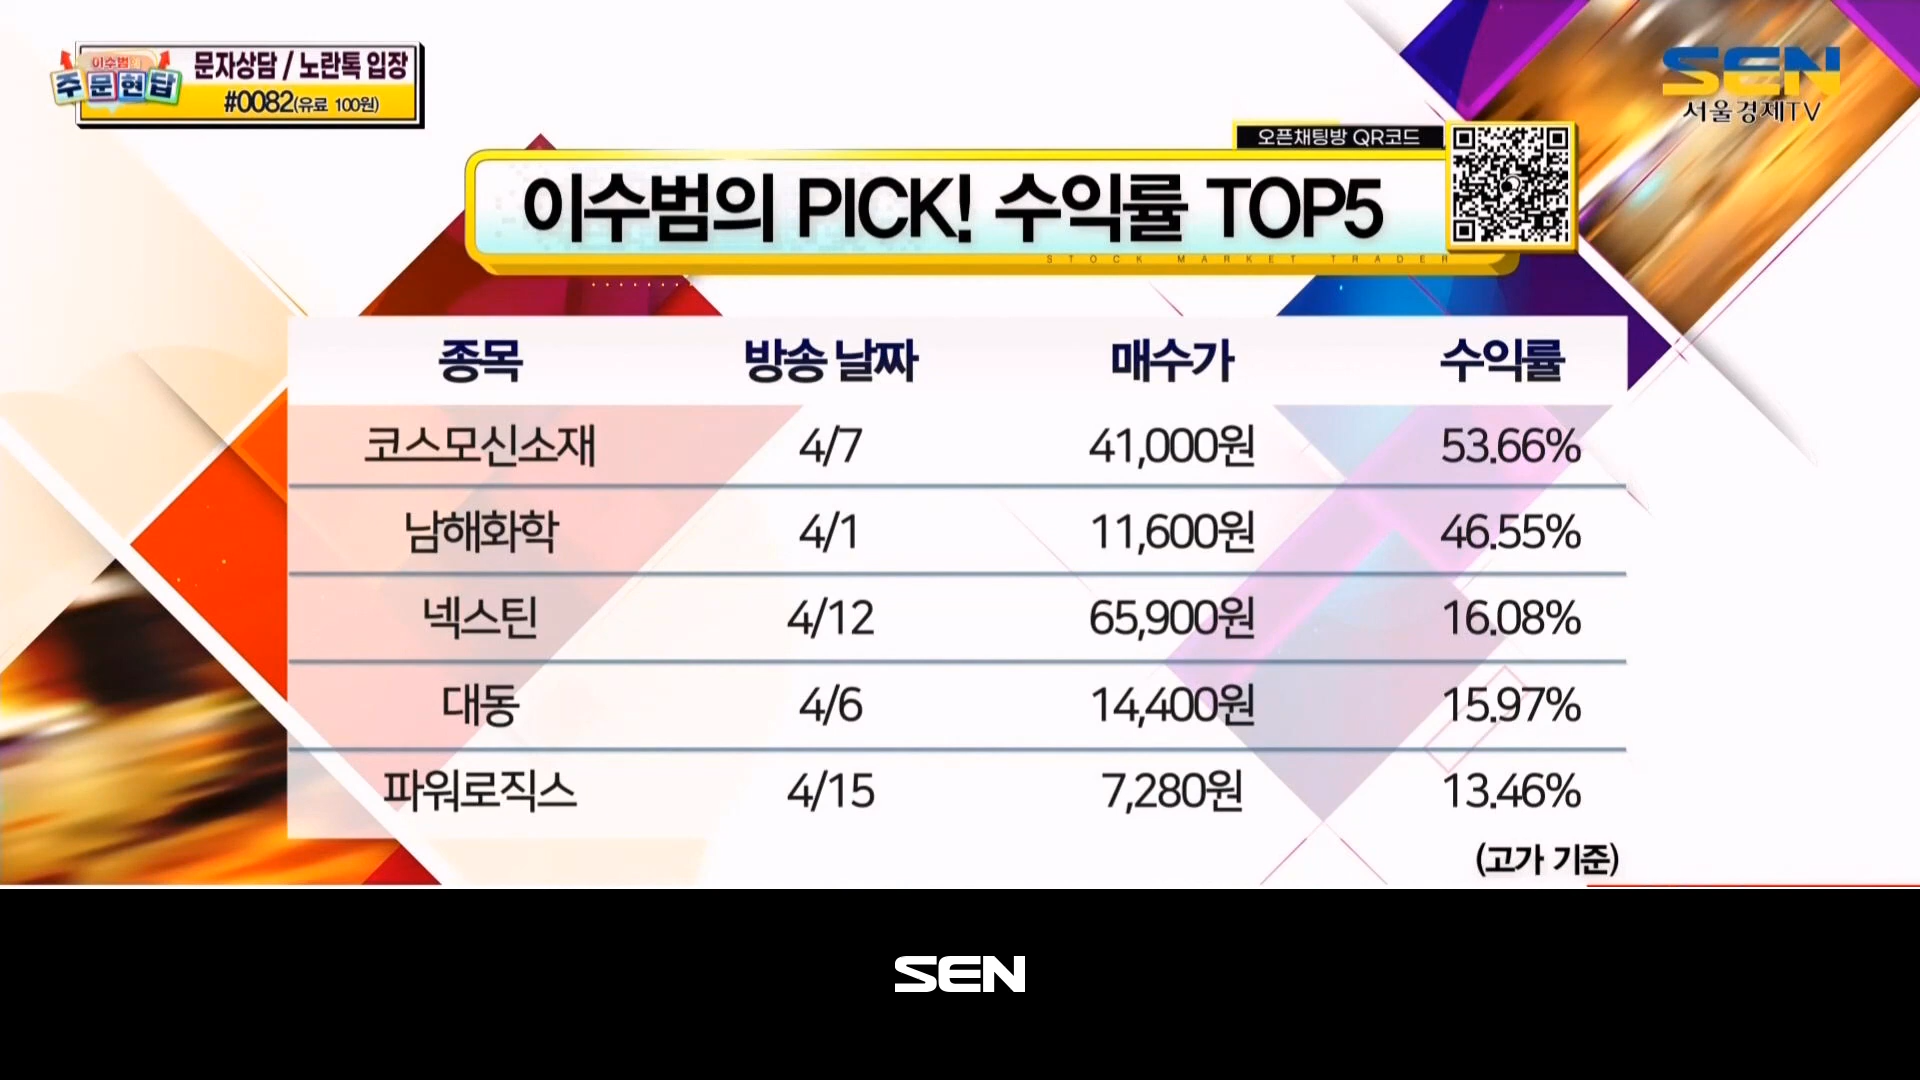 이수범의
주문현답
문자상담 / 노란톡 입장
#0082(유료 100원)
SEN
서울경제TV
오픈채팅방 QR코드
이수범의 PICK! 수익률 TOP5
STOCK MARKET TRADER
종목 방송 날짜 매수가 수익률
코스모신소재 4/7 41,000원 53.66%
남해화학 4/1 11,600원 46.55%
넥스틴 4/12 65,900원 16.08%
대동 4/6 14,400원 15.97%
파워로직스 4/15 7,280원 13.46%
(고가 기준)
SEN